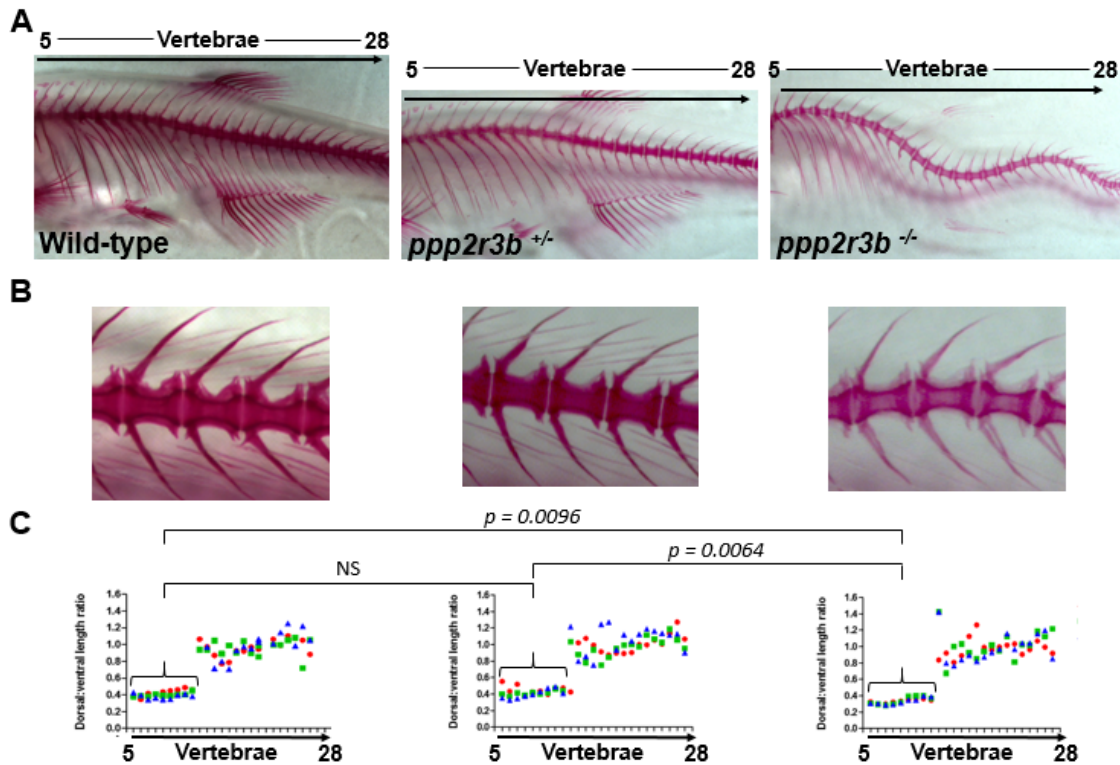 A
5 Vertebrae 28
5 Vertebrae 28
5 Vertebrae 28
Wild-type
ppp2r3b +/-
ppp2r3b -/-
B
C
p = 0.0096
p = 0.0064
NS
Dorsal:ventral length ratio
1.6
1.4
1.2
1.0
0.8
0.6
0.4
0.2
0.0
5 Vertebrae 28
Dorsal:ventral length ratio
1.6
1.4
1.2
1.0
0.8
0.6
0.4
0.2
0.0
5 Vertebrae 28
Dorsal:ventral length ratio
1.6
1.4
1.2
1.0
0.8
0.6
0.4
0.2
0.0
5 Vertebrae 28